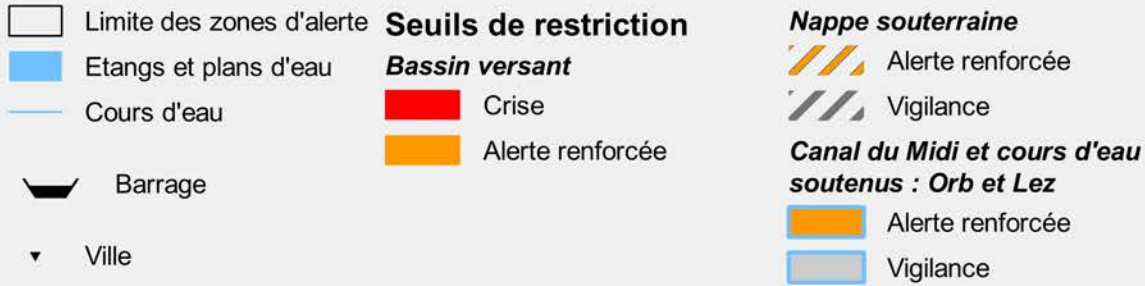 Limite des zones d'alerte
Etangs et plans d'eau
Cours d'eau
Barrage
Ville
Seuils de restriction
Bassin versant
Crise
Alerte renforcée
Nappe souterraine
Alerte renforcée
Vigilance
Canal du Midi et cours d'eau
soutenus : Orb et Lez
Alerte renforcée
Vigilance